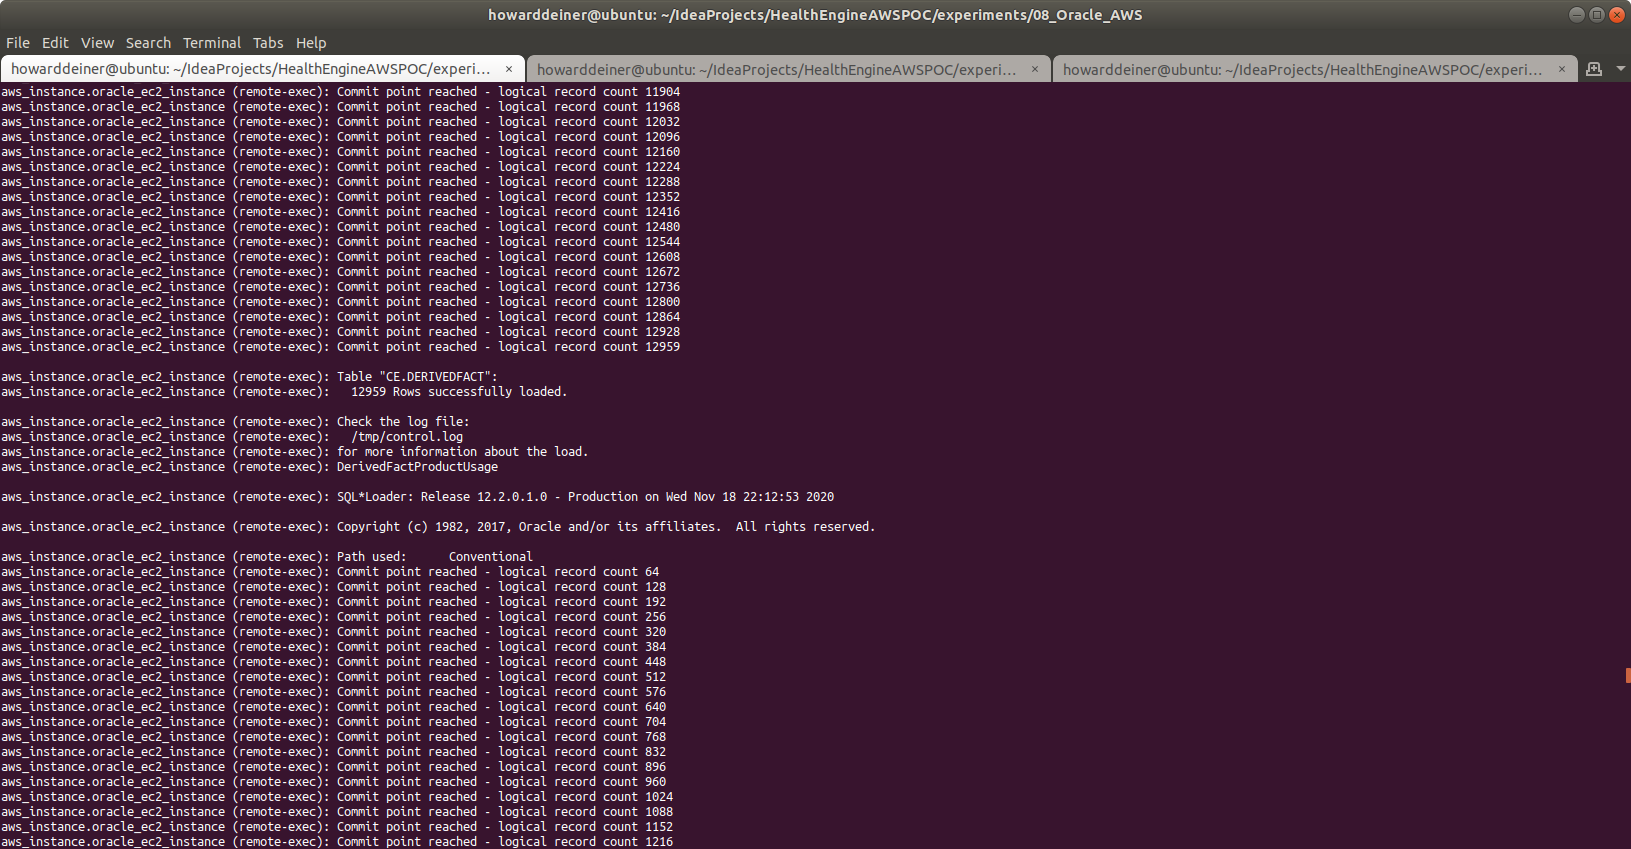 howarddeiner@ubuntu: ~/IdeaProjects/HealthEngineAWSPOC/experiments/08_Oracle_AWS
File Edit View Search Terminal Tabs Help
howarddeiner@ubuntu: ~/IdeaProjects/HealthEngineAWSPOC/experi... × howarddeiner@ubuntu: ~/IdeaProjects/HealthEngineAWSPOC/experi... × howarddeiner@ubuntu: ~/IdeaProjects/HealthEngineAWSPOC/experi... ×
aws_instance.oracle_ec2_instance (remote-exec): Commit point reached - logical record count 11904
aws_instance.oracle_ec2_instance (remote-exec): Commit point reached - logical record count 11968
aws_instance.oracle_ec2_instance (remote-exec): Commit point reached - logical record count 12032
aws_instance.oracle_ec2_instance (remote-exec): Commit point reached - logical record count 12096
aws_instance.oracle_ec2_instance (remote-exec): Commit point reached - logical record count 12160
aws_instance.oracle_ec2_instance (remote-exec): Commit point reached - logical record count 12224
aws_instance.oracle_ec2_instance (remote-exec): Commit point reached - logical record count 12288
aws_instance.oracle_ec2_instance (remote-exec): Commit point reached - logical record count 12352
aws_instance.oracle_ec2_instance (remote-exec): Commit point reached - logical record count 12416
aws_instance.oracle_ec2_instance (remote-exec): Commit point reached - logical record count 12480
aws_instance.oracle_ec2_instance (remote-exec): Commit point reached - logical record count 12544
aws_instance.oracle_ec2_instance (remote-exec): Commit point reached - logical record count 12608
aws_instance.oracle_ec2_instance (remote-exec): Commit point reached - logical record count 12672
aws_instance.oracle_ec2_instance (remote-exec): Commit point reached - logical record count 12736
aws_instance.oracle_ec2_instance (remote-exec): Commit point reached - logical record count 12800
aws_instance.oracle_ec2_instance (remote-exec): Commit point reached - logical record count 12864
aws_instance.oracle_ec2_instance (remote-exec): Commit point reached - logical record count 12928
aws_instance.oracle_ec2_instance (remote-exec): Commit point reached - logical record count 12959
aws_instance.oracle_ec2_instance (remote-exec): Table "CE.DERIVEDFACT":
aws_instance.oracle_ec2_instance (remote-exec):   12959 Rows successfully loaded.
aws_instance.oracle_ec2_instance (remote-exec): Check the log file:
aws_instance.oracle_ec2_instance (remote-exec):   /tmp/control.log
aws_instance.oracle_ec2_instance (remote-exec): for more information about the load.
aws_instance.oracle_ec2_instance (remote-exec): DerivedFactProductUsage
aws_instance.oracle_ec2_instance (remote-exec): SQL*Loader: Release 12.2.0.1.0 - Production on Wed Nov 18 22:12:53 2020
aws_instance.oracle_ec2_instance (remote-exec): Copyright (c) 1982, 2017, Oracle and/or its affiliates.  All rights reserved.
aws_instance.oracle_ec2_instance (remote-exec): Path used:      Conventional
aws_instance.oracle_ec2_instance (remote-exec): Commit point reached - logical record count 64
aws_instance.oracle_ec2_instance (remote-exec): Commit point reached - logical record count 128
aws_instance.oracle_ec2_instance (remote-exec): Commit point reached - logical record count 192
aws_instance.oracle_ec2_instance (remote-exec): Commit point reached - logical record count 256
aws_instance.oracle_ec2_instance (remote-exec): Commit point reached - logical record count 320
aws_instance.oracle_ec2_instance (remote-exec): Commit point reached - logical record count 384
aws_instance.oracle_ec2_instance (remote-exec): Commit point reached - logical record count 448
aws_instance.oracle_ec2_instance (remote-exec): Commit point reached - logical record count 512
aws_instance.oracle_ec2_instance (remote-exec): Commit point reached - logical record count 576
aws_instance.oracle_ec2_instance (remote-exec): Commit point reached - logical record count 640
aws_instance.oracle_ec2_instance (remote-exec): Commit point reached - logical record count 704
aws_instance.oracle_ec2_instance (remote-exec): Commit point reached - logical record count 768
aws_instance.oracle_ec2_instance (remote-exec): Commit point reached - logical record count 832
aws_instance.oracle_ec2_instance (remote-exec): Commit point reached - logical record count 896
aws_instance.oracle_ec2_instance (remote-exec): Commit point reached - logical record count 960
aws_instance.oracle_ec2_instance (remote-exec): Commit point reached - logical record count 1024
aws_instance.oracle_ec2_instance (remote-exec): Commit point reached - logical record count 1088
aws_instance.oracle_ec2_instance (remote-exec): Commit point reached - logical record count 1152
aws_instance.oracle_ec2_instance (remote-exec): Commit point reached - logical record count 1216